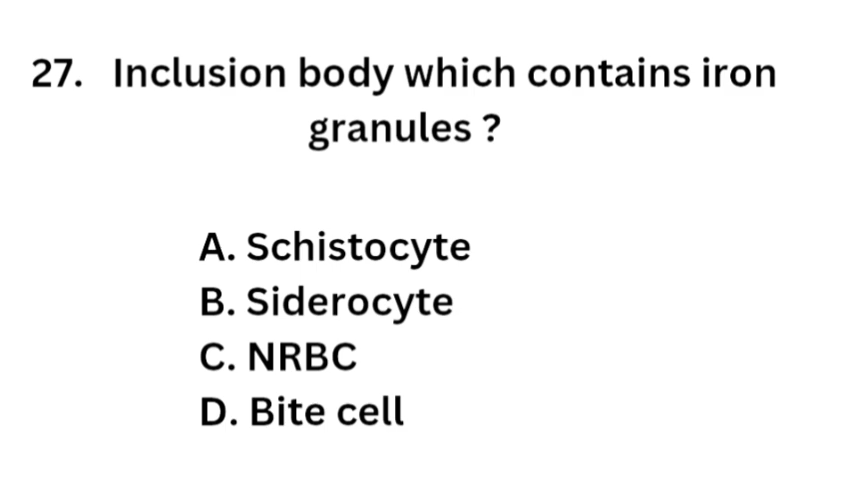 27. Inclusion body which contains iron
granules ?
A. Schistocyte
B. Siderocyte
C. NRBC
D. Bite cell